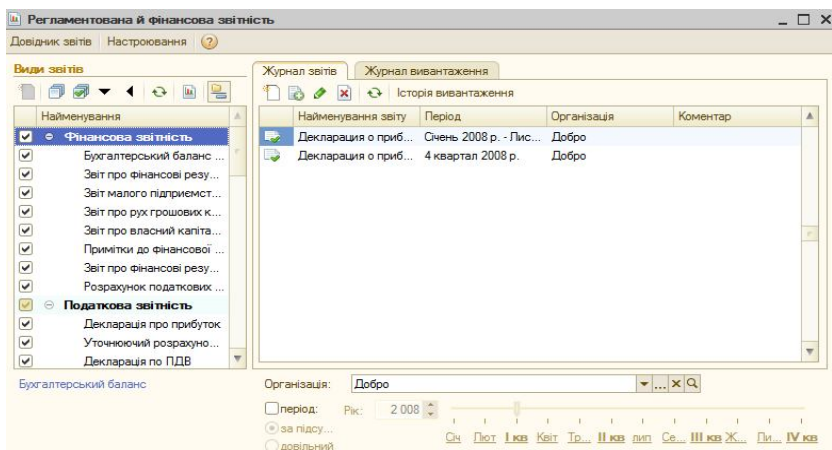 Регламентована й фінансова звітність
Довідник звітів Настроювання ?
Види звітів
Журнал звітів Журнал вивантаження
Історія вивантаження
Найменування
Найменування звіту Період Організація Коментар
Фінансова звітність
Декларация о приб... Січень 2008 р. - Лис... Добро
Бухгалтерський баланс ...
Декларация о приб... 4 квартал 2008 р. Добро
Звіт про фінансові резу...
Звіт малого підприємст...
Звіт про рух грошових к...
Звіт про власний капіта...
Примітки до фінансової ...
Звіт про фінансові резу...
Розрахунок податкових ...
Податкова звітність
Декларація про прибуток
Уточнюючий розрахуно...
Декларація по ПДВ
Бухгалтерський баланс
Організація: Добро
період: Рік: 2 008
за підсу...
довільний
Січ Лют I кв Квіт Тр... II кв лип Се... III кв Ж... Ли... IV кв